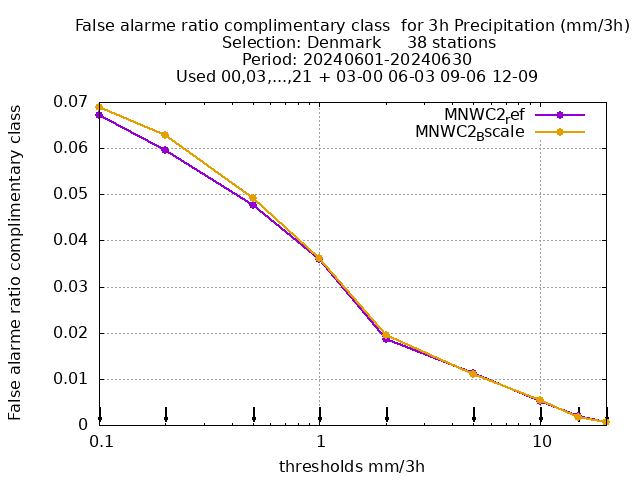 False alarme ratio complimentary class  for 3h Precipitation (mm/3h)
Selection: Denmark     38 stations
Period: 20240601-20240630
Used 00,03,...,21 + 03-00 06-03 09-06 12-09
False alarme ratio complimentary class
0.07
0.06
0.05
0.04
0.03
0.02
0.01
0
MNWC2ref
MNWC2Bscale
0.1 1 10
thresholds mm/3h